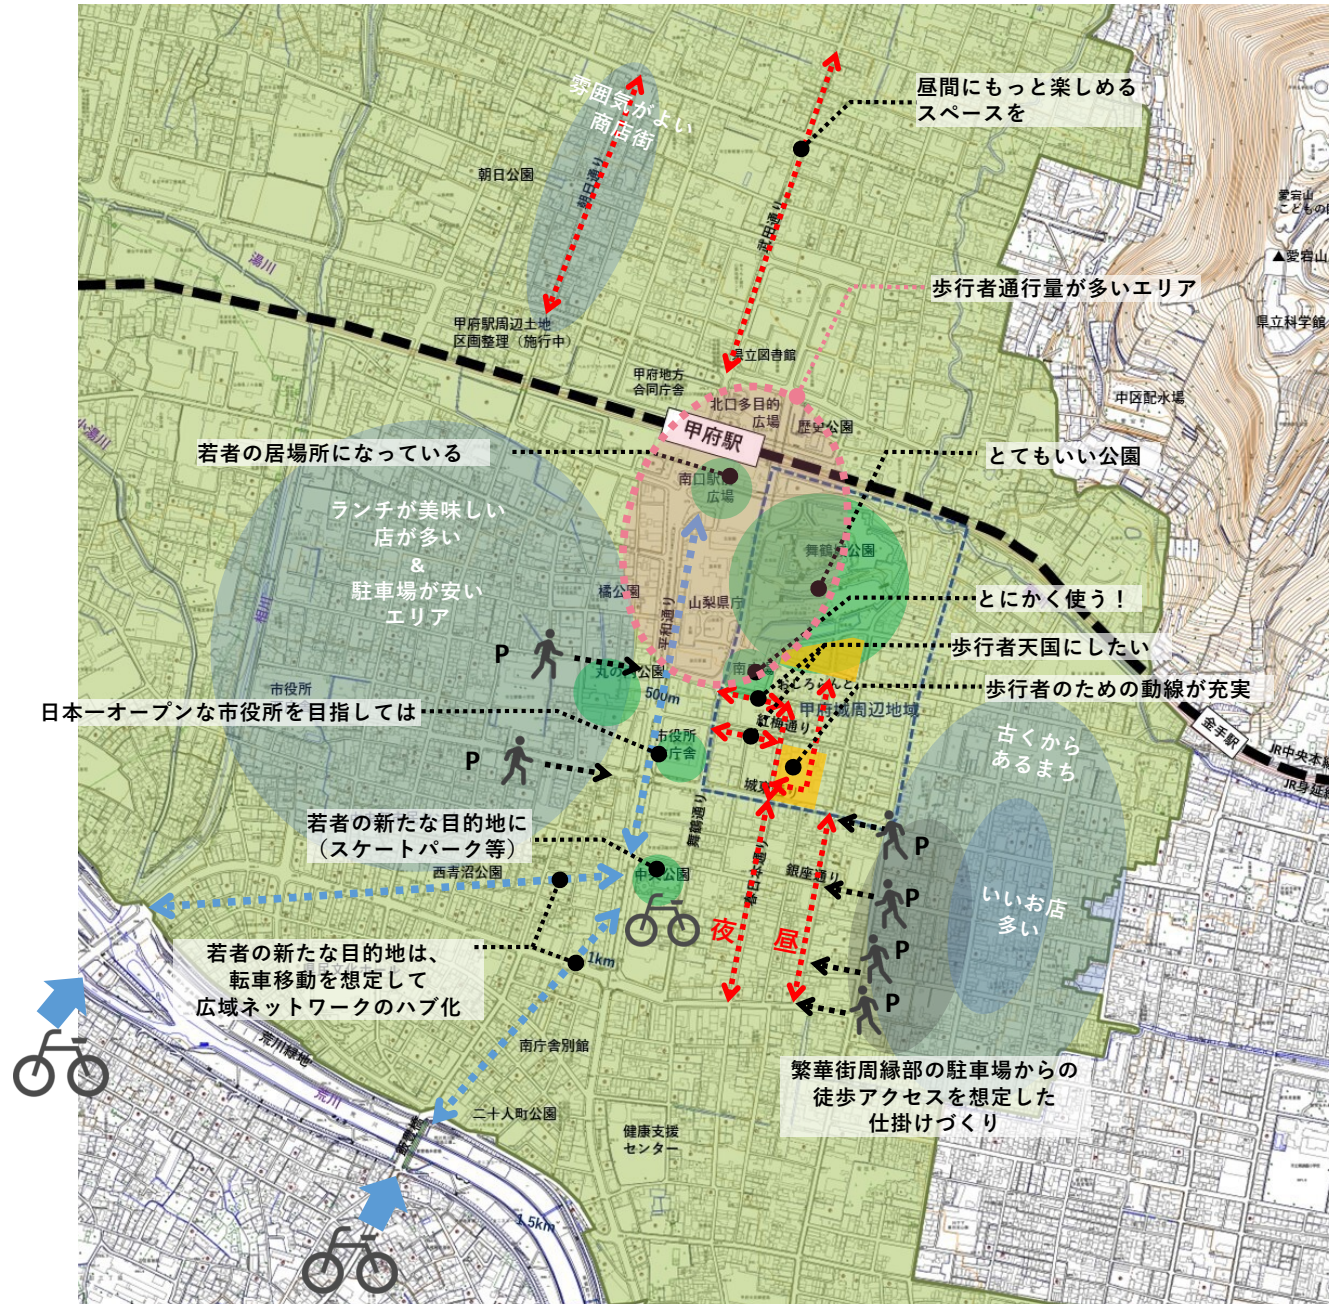 雰囲気がよい
商店街
昼間にもっと楽しめる
スペースを
朝日公園
朝日通り
武田通り
愛宕山
▲愛宕山
湯川
歩行者通行量が多いエリア
県立科学館
甲府駅周辺土地
区画整理（施行中）
県立図書館
甲府地方
合同庁舎
中区配水場
北口多目的
広場
歴史公園
小湯川
甲府駅
若者の居場所になっている
とてもいい公園
南口駅前
広場
ランチが美味しい
店が多い
&
駐車場が安い
エリア
橘公園
山梨県庁
とにかく使う！
相川
平和通り
歩行者天国にしたい
P
歩行者のための動線が充実
市役所
500m
甲府城周辺地域
日本一オープンな市役所を目指しては
紅梅通り
金手駅
古くから
あるまち
市役所
P
若者の新たな目的地に
（スケートパーク等）
舞鶴通り
P
西青沼公園
中央公園
春日本通り
銀座通り
いいお店
多い
P
夜
昼
若者の新たな目的地は、
転車移動を想定して
広域ネットワークのハブ化
1km
P
P
荒川緑地
南庁舎別館
荒川
繁華街周縁部の駐車場からの
徒歩アクセスを想定した
仕掛けづくり
二十人町公園
飯豊橋
健康支援
センター
1.5km